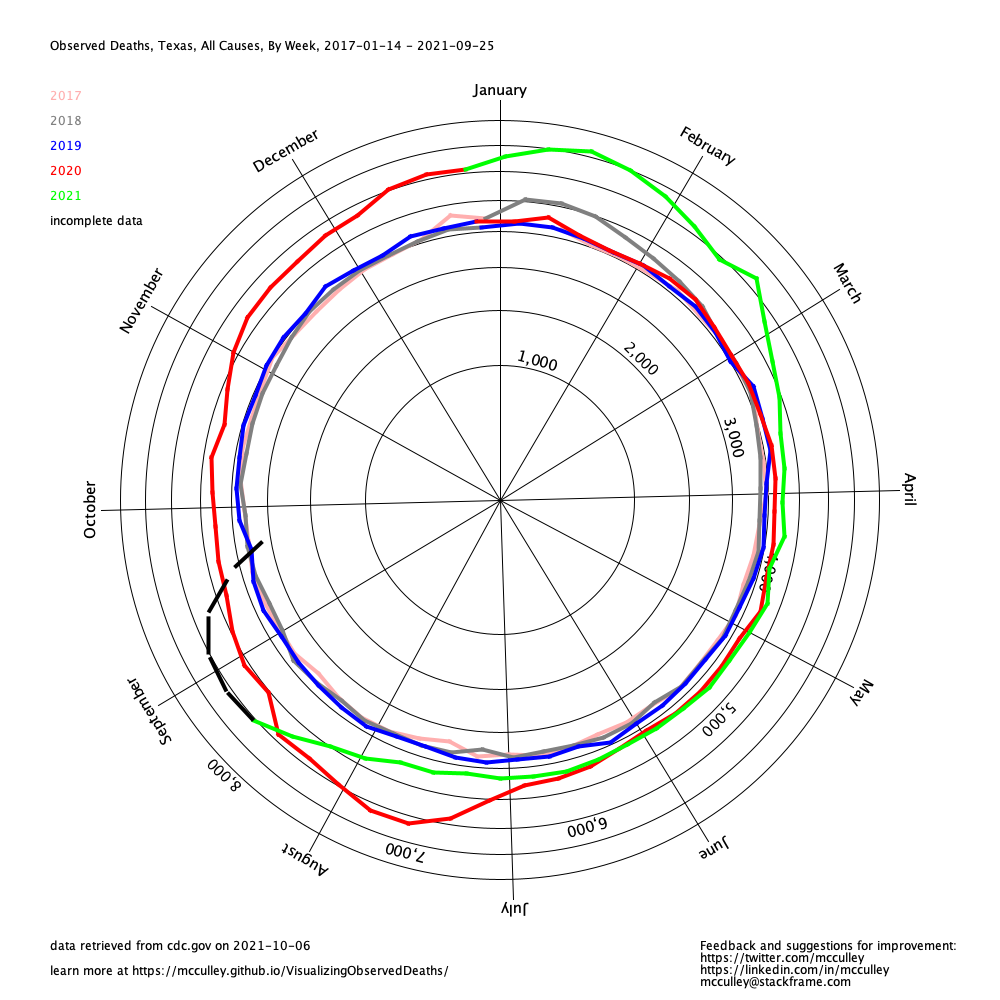 Observed Deaths, Texas, All Causes, By Week, 2017-01-14 - 2021-09-25
2017
2018
2019
2020
2021
incomplete data
January
February
March
April
May
June
July
August
September
October
November
December
1,000
2,000
3,000
4,000
5,000
6,000
7,000
8,000
data retrieved from cdc.gov on 2021-10-06
learn more at https://mcculley.github.io/VisualizingObservedDeaths/
Feedback and suggestions for improvement:
https://twitter.com/mcculley
https://linkedin.com/in/mcculley
mcculley@stackframe.com